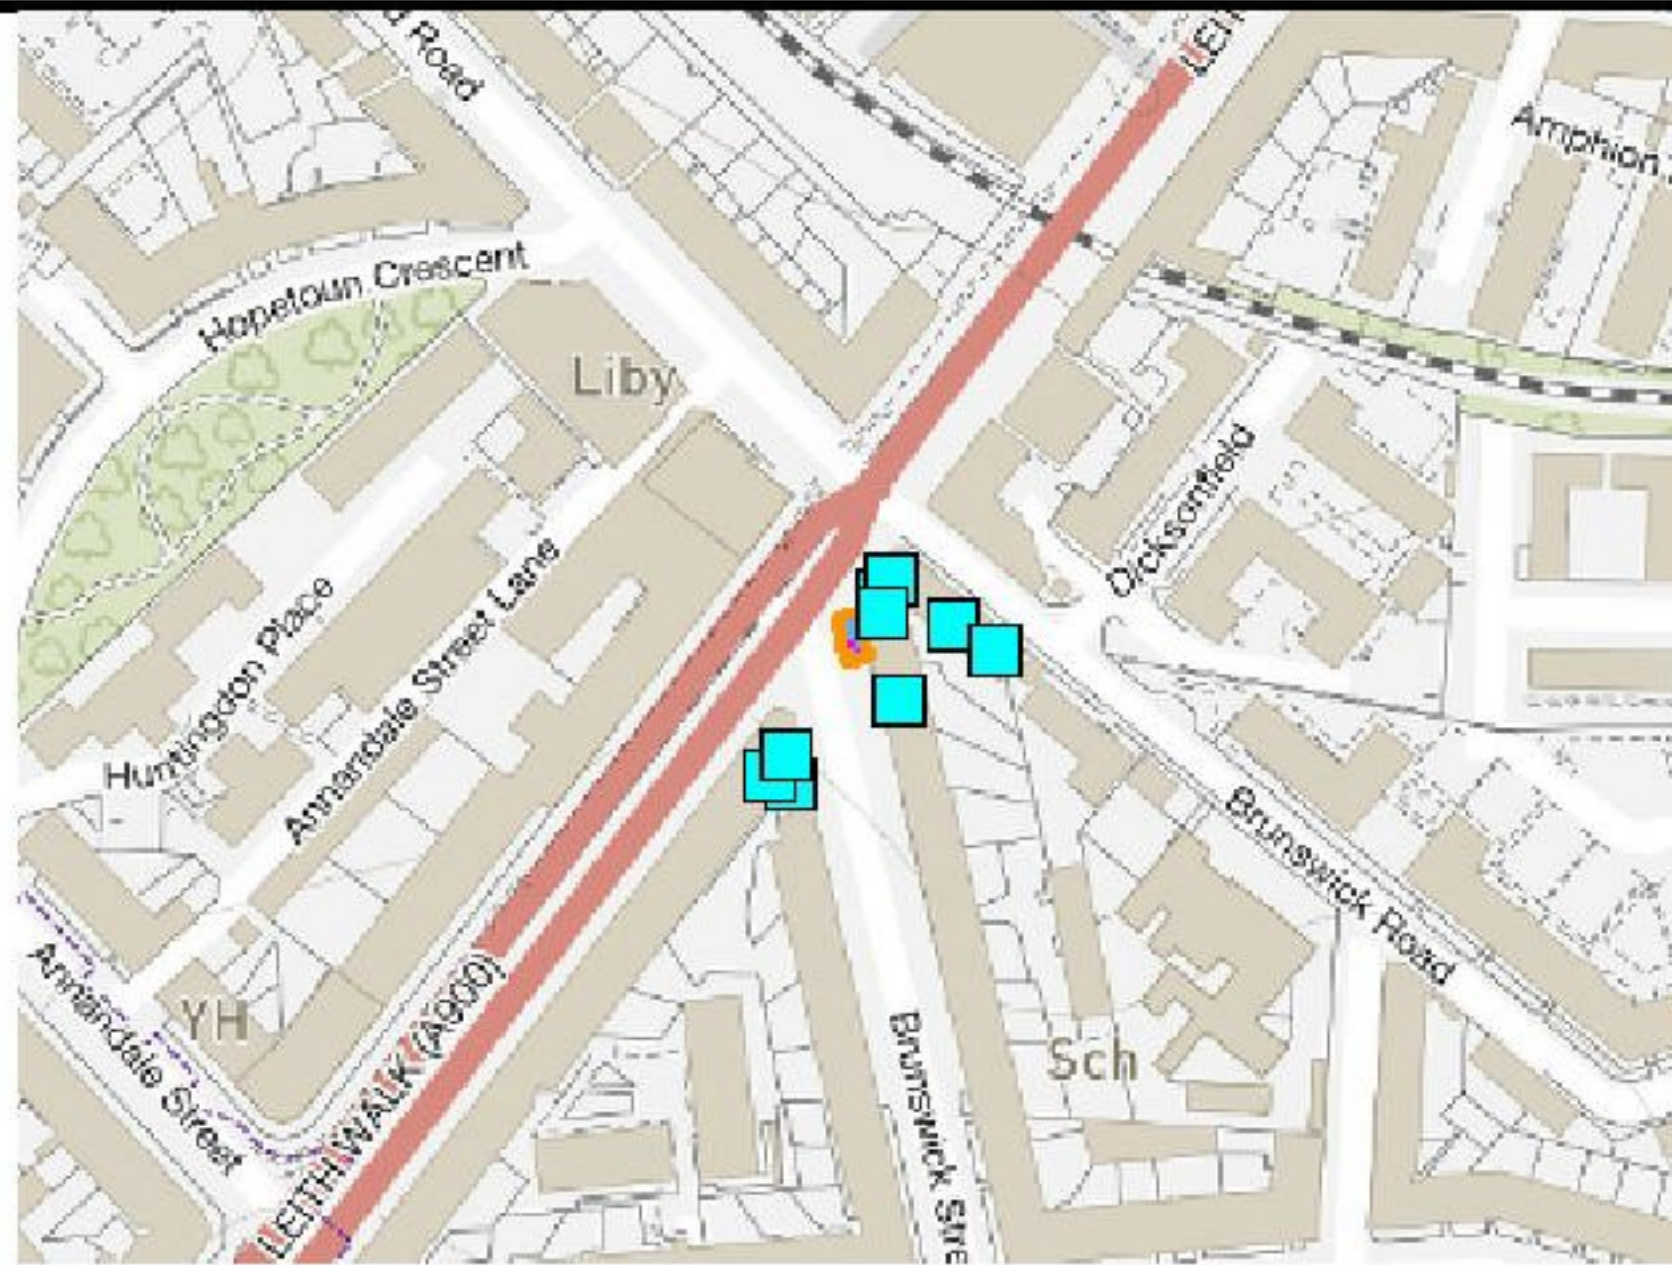 Road
Amphion
Hopetoun Crescent
Liby
Dicksonfield
Huntingdon Place
Annandale Street Lane
Brunswick Road
Annandale Street
YH
LEITH WALK (A900)
Sch
Brunswick Stre